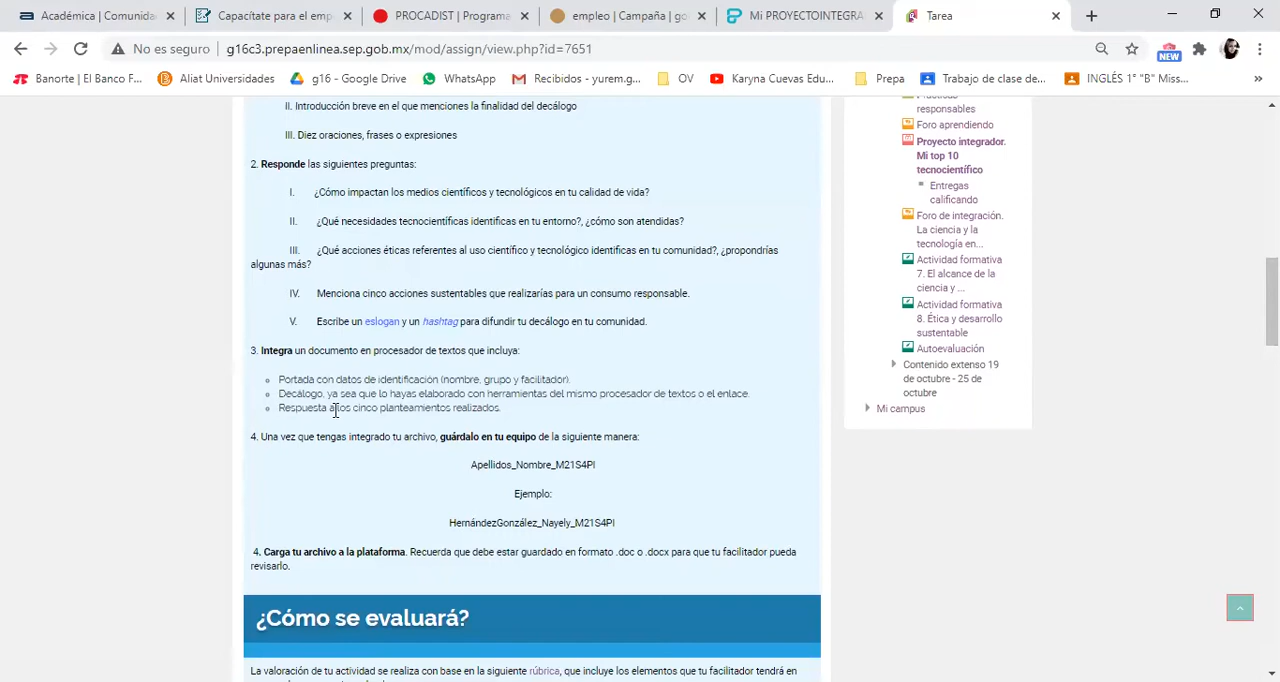 Académica | Comunida
Capacítate para el emp
PROCADIST | Programa
empleo | Campaña | go
Mi PROYECTOINTEGRA
Tarea
No es seguro
g16c3.prepaenlinea.sep.gob.mx/mod/assign/view.php?id=7651
NEW
Banorte | El Banco F...
Aliat Universidades
g16 - Google Drive
WhatsApp
Recibidos - yurem.g...
OV
Karyna Cuevas Edu...
Prepa
Trabajo de clase de...
INGLÉS 1° "B" Miss...
»
II. Introducción breve en el que menciones la finalidad del decálogo
III. Diez oraciones, frases o expresiones
2. Responde las siguientes preguntas:
I. ¿Cómo impactan los medios científicos y tecnológicos en tu calidad de vida?
II. ¿Qué necesidades tecnocientíficas identificas en tu entorno?, ¿cómo son atendidas?
III. ¿Qué acciones éticas referentes al uso científico y tecnológico identificas en tu comunidad?, ¿propondrías
algunas más?
IV. Menciona cinco acciones sustentables que realizarías para un consumo responsable.
V. Escribe un eslogan y un hashtag para difundir tu decálogo en tu comunidad.
3. Integra un documento en procesador de textos que incluya:
Portada con datos de identificación (nombre, grupo y facilitador).
Decálogo, ya sea que lo hayas elaborado con herramientas del mismo procesador de textos o el enlace.
Respuesta a los cinco planteamientos realizados.
4. Una vez que tengas integrado tu archivo, guárdalo en tu equipo de la siguiente manera:
Apellidos_Nombre_M21S4PI
Ejemplo:
HernándezGonzález_Nayely_M21S4PI
4. Carga tu archivo a la plataforma. Recuerda que debe estar guardado en formato .doc o .docx para que tu facilitador pueda
revisarlo.
¿Cómo se evaluará?
La valoración de tu actividad se realiza con base en la siguiente rúbrica, que incluye los elementos que tu facilitador tendrá en
responsables
Foro aprendiendo
Proyecto integrador.
Mi top 10
tecnocientífico
Entregas
calificando
Foro de integración.
La ciencia y la
tecnología en...
Actividad formativa
7. El alcance de la
ciencia y ...
Actividad formativa
8. Ética y desarrollo
sustentable
Autoevaluación
Contenido extenso 19
de octubre - 25 de
octubre
Mi campus